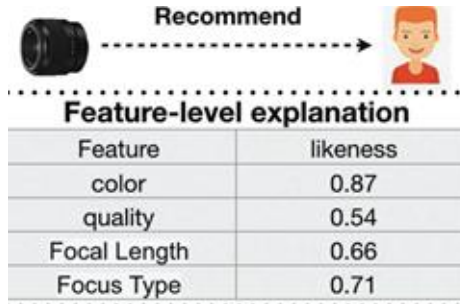 Recommend
Feature-level explanation
Feature likeness
color 0.87
quality 0.54
Focal Length 0.66
Focus Type 0.71